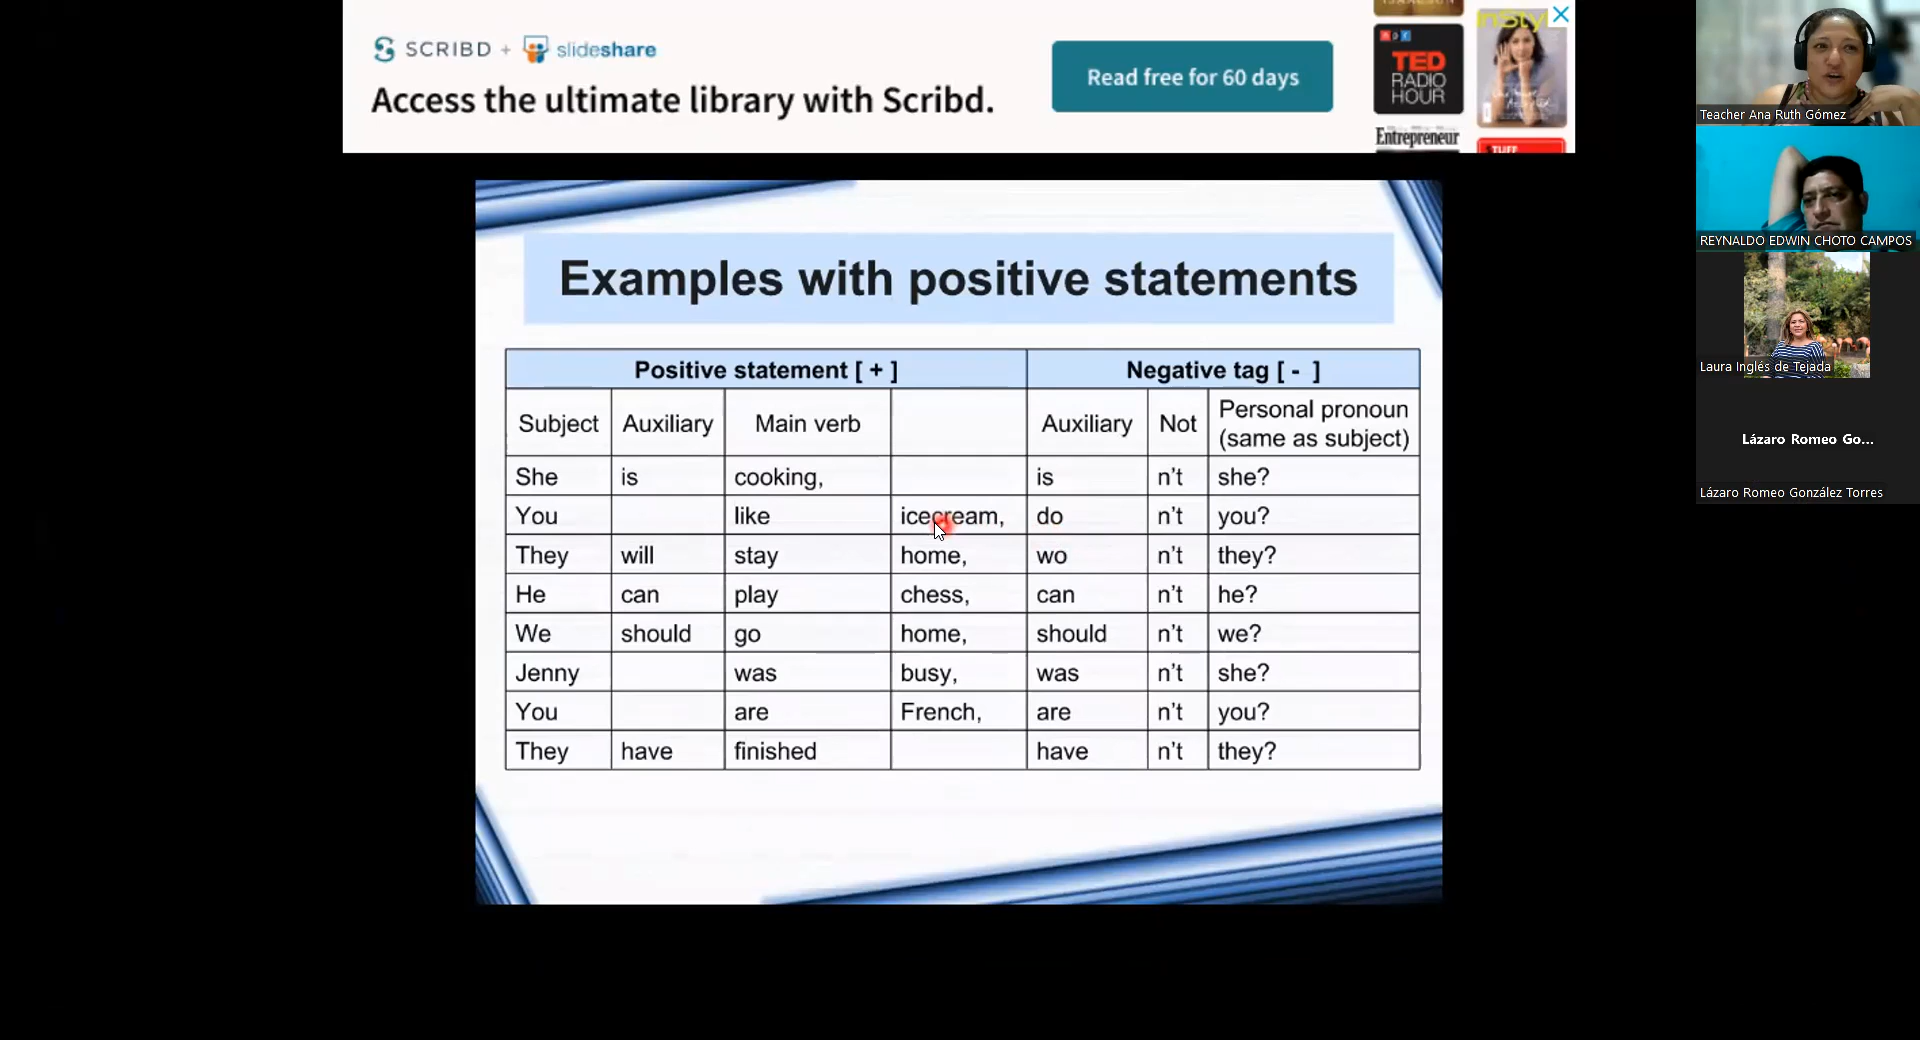 SCRIBD + slideshare
Access the ultimate library with Scribd.
Read free for 60 days
TED
RADIO
HOUR
Entrepreneur
InStyl
Examples with positive statements
Positive statement [ + ] Negative tag [ - ]
Subject Auxiliary Main verb Auxiliary Not Personal pronoun (same as subject)
She is cooking, is n’t she?
You like icecream, do n’t you?
They will stay home, wo n’t they?
He can play chess, can n’t he?
We should go home, should n’t we?
Jenny was busy, was n’t she?
You are French, are n’t you?
They have finished have n’t they?
Teacher Ana Ruth Gómez
REYNALDO EDWIN CHOTO CAMPOS
Laura Inglés de Tejada
Lázaro Romeo Go...
Lázaro Romeo González Torres